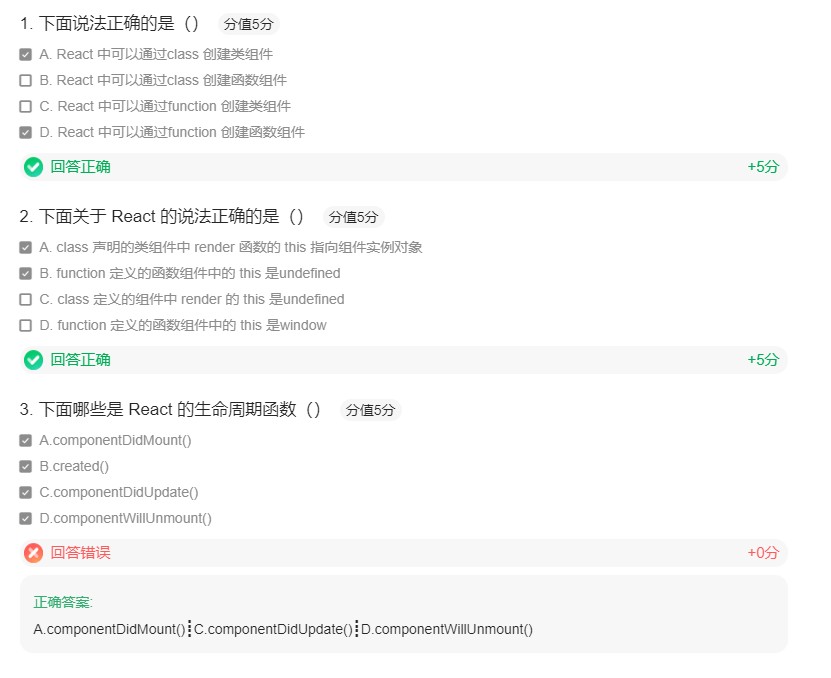 1. 下面说法正确的是（） 分值5分
A. React 中可以通过class 创建类组件
B. React 中可以通过class 创建函数组件
C. React 中可以通过function 创建类组件
D. React 中可以通过function 创建函数组件
回答正确 +5分
2. 下面关于 React 的说法正确的是（） 分值5分
A. class 声明的类组件中 render 函数的 this 指向组件实例对象
B. function 定义的函数组件中的 this 是undefined
C. class 定义的组件中 render 的 this 是undefined
D. function 定义的函数组件中的 this 是window
回答正确 +5分
3. 下面哪些是 React 的生命周期函数（） 分值5分
A.componentDidMount()
B.created()
C.componentDidUpdate()
D.componentWillUnmount()
回答错误 +0分
正确答案:
A.componentDidMount()┋C.componentDidUpdate()┋D.componentWillUnmount()